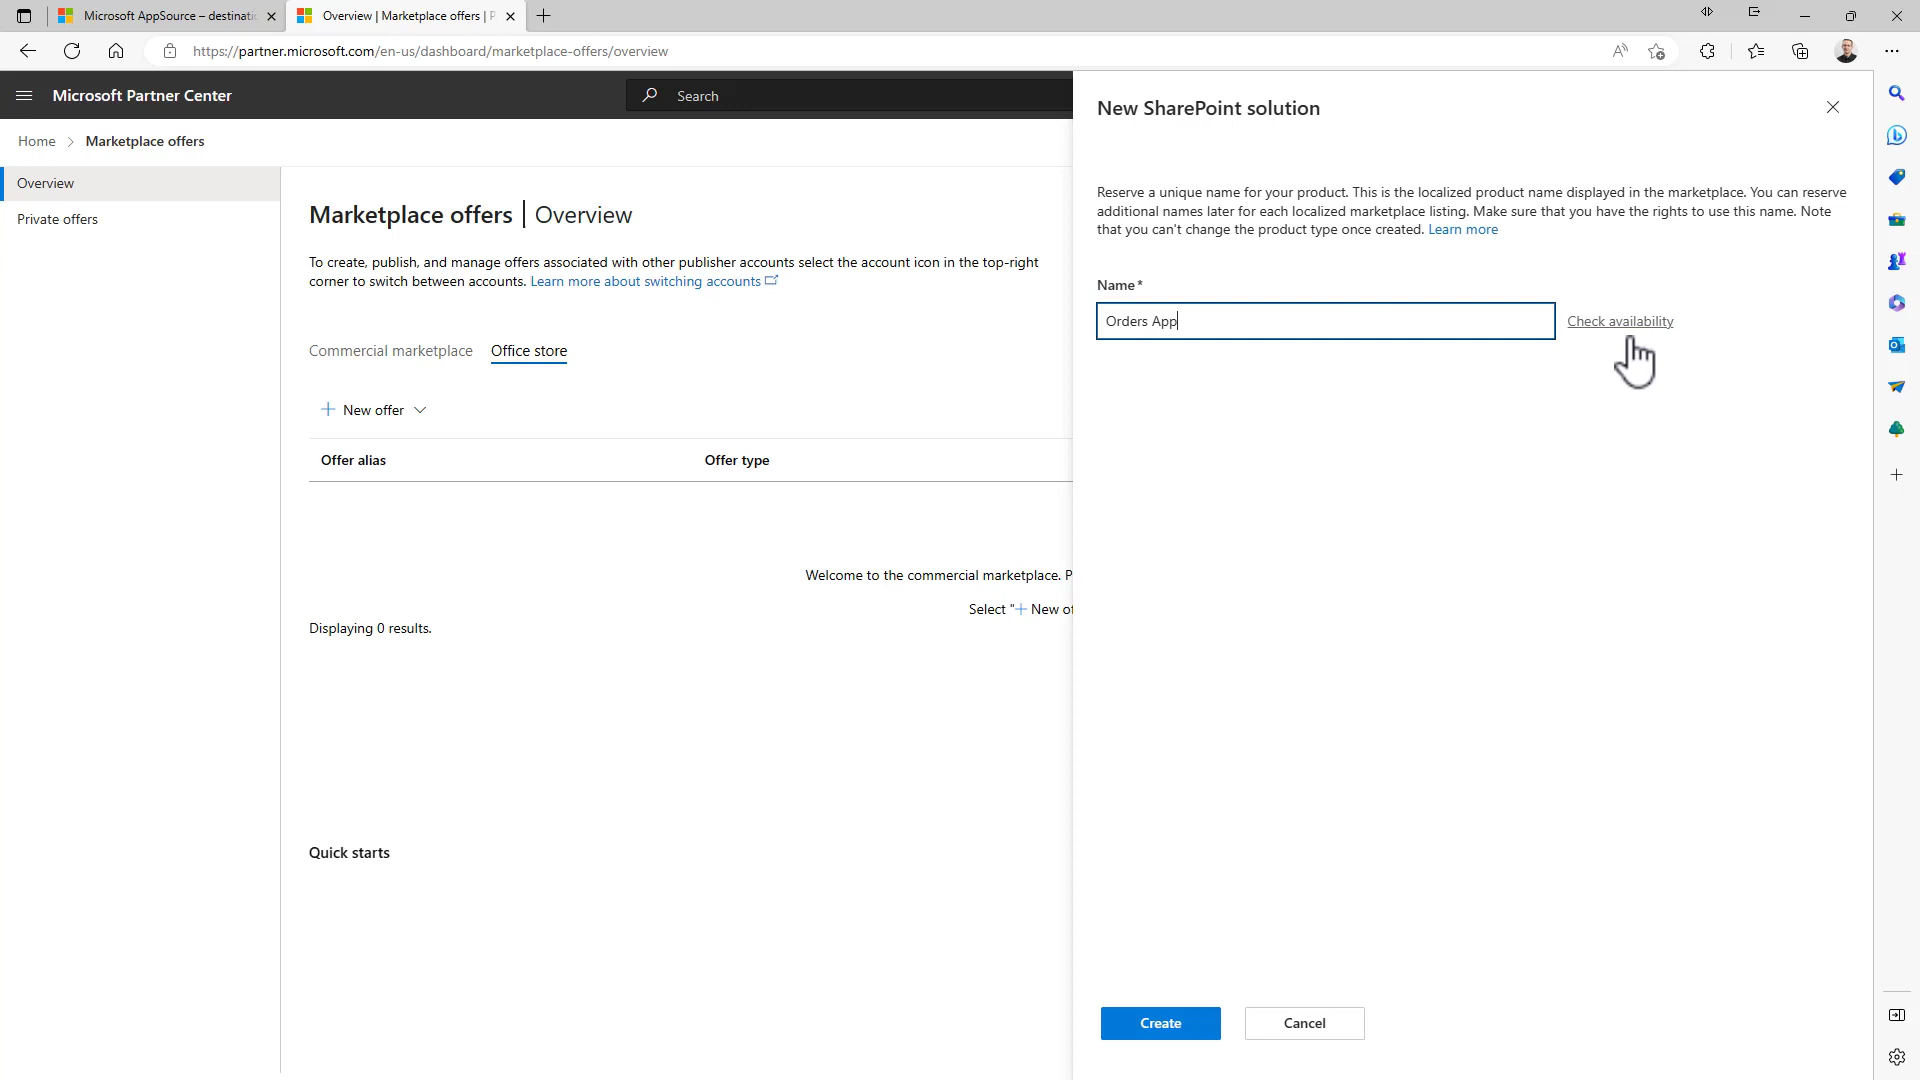 Microsoft AppSource – destinati
Overview | Marketplace offers | P
https://partner.microsoft.com/en-us/dashboard/marketplace-offers/overview
Microsoft Partner Center
Search
Home > Marketplace offers
Overview
Private offers
Marketplace offers | Overview
To create, publish, and manage offers associated with other publisher accounts select the account icon in the top-right
corner to switch between accounts. Learn more about switching accounts
Commercial marketplace
Office store
+ New offer
Offer alias
Offer type
Welcome to the commercial marketplace. P
Select "+ New of
Displaying 0 results.
Quick starts
New SharePoint solution
Reserve a unique name for your product. This is the localized product name displayed in the marketplace. You can reserve
additional names later for each localized marketplace listing. Make sure that you have the rights to use this name. Note
that you can't change the product type once created. Learn more
Name*
Orders App
Check availability
Create
Cancel